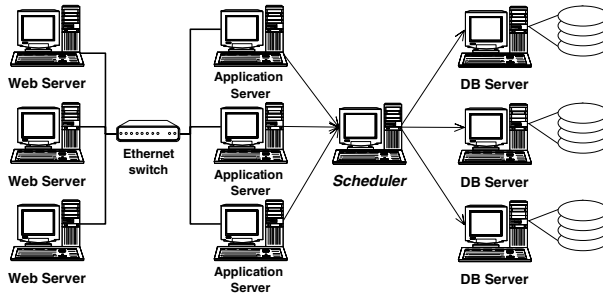 Web Server
Application
Server
DB Server
Web Server
Ethernet
switch
Application
Server
Scheduler
DB Server
Web Server
Application
Server
DB Server